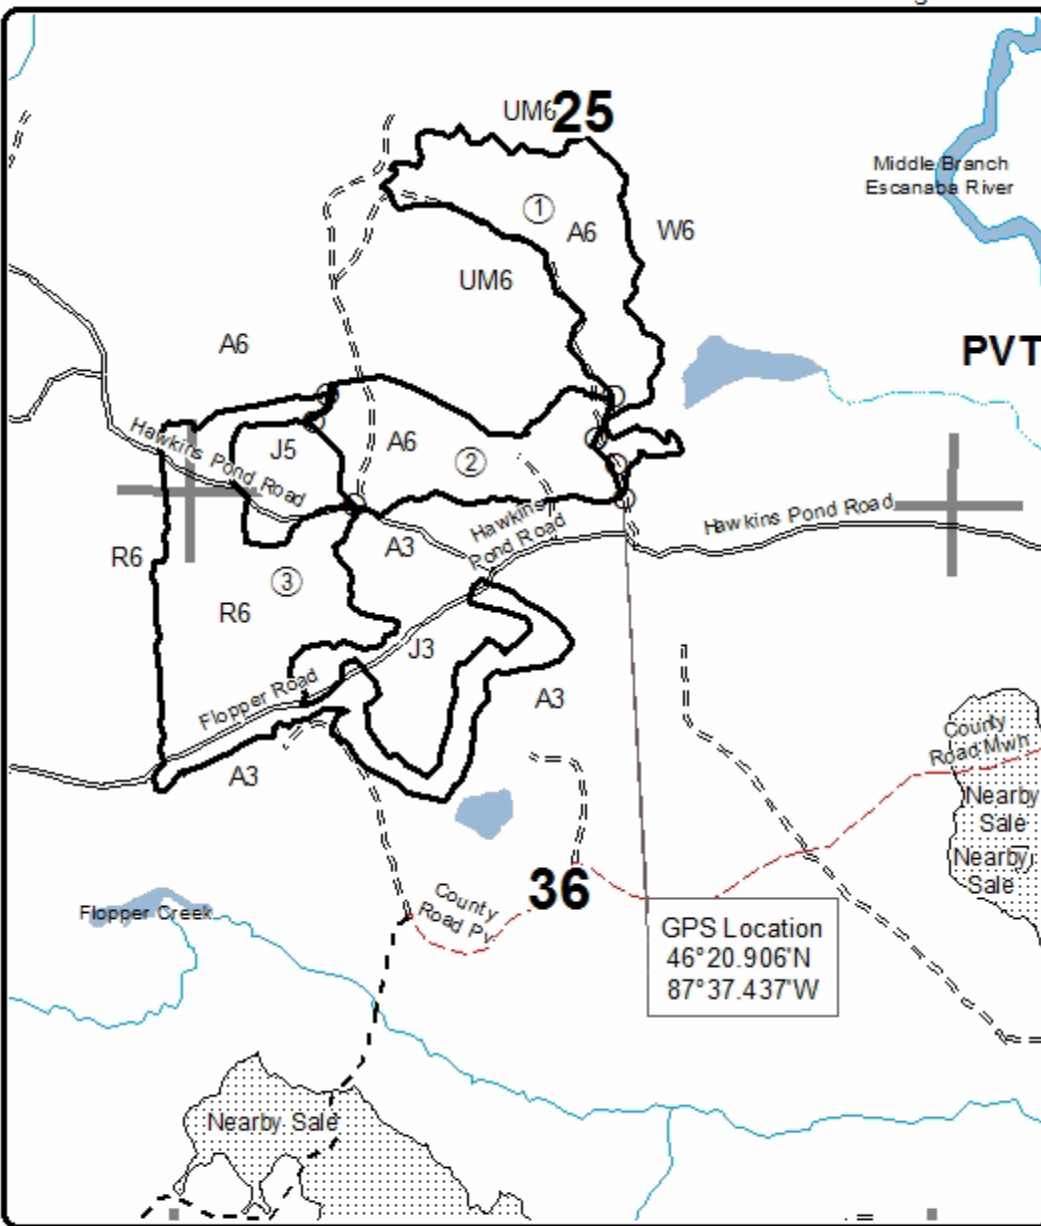 UM6
25
Middle Branch
Escanaba River
1
A6
W6
UM6
A6
PVT
Hawkins Pond Road
J5
A6
2
Hawkins
Pond Road
Hawkins Pond Road
R6
A3
3
R6
J3
Flopper Road
A3
A3
County
Road Mwh
Nearby
Sale
Nearby
Sale
36
County
Road Pv
Flopper Creek
GPS Location
46°20.906'N
87°37.437'W
Nearby Sale